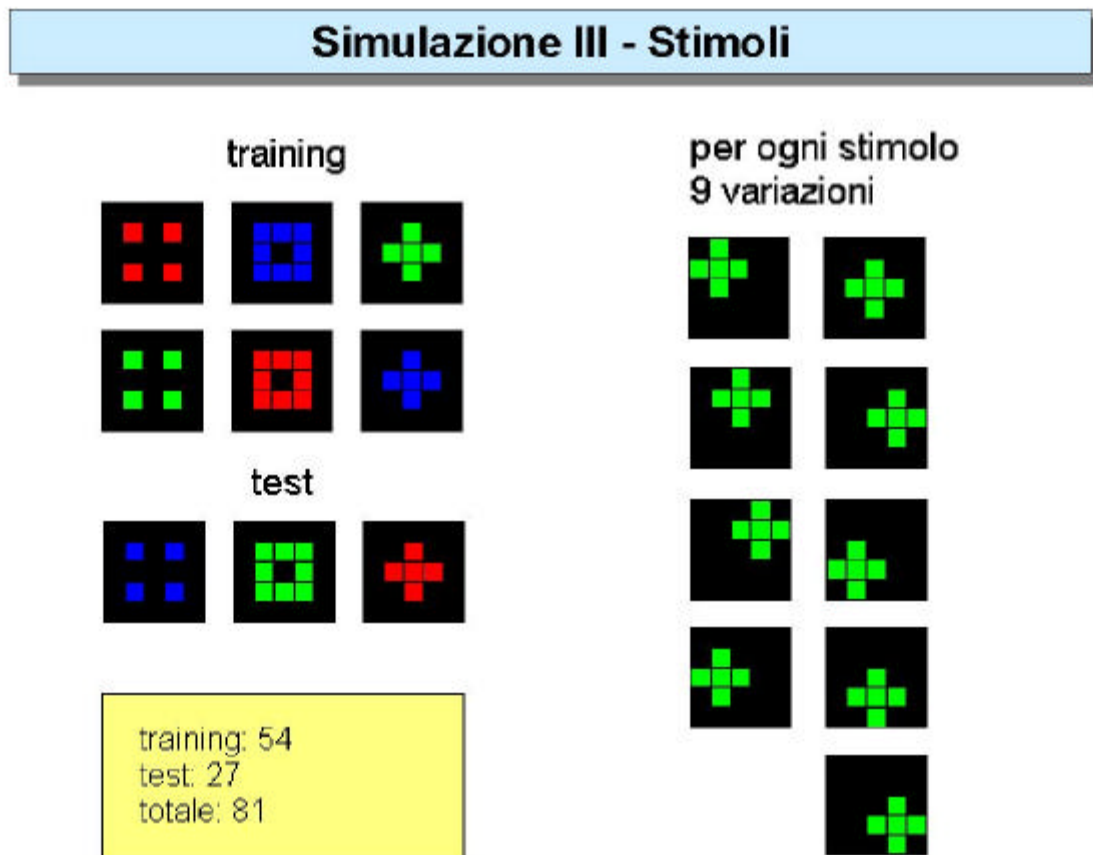 Simulazione III - Stimoli
training
test
training: 54
test: 27
totale: 81
per ogni stimolo
9 variazioni